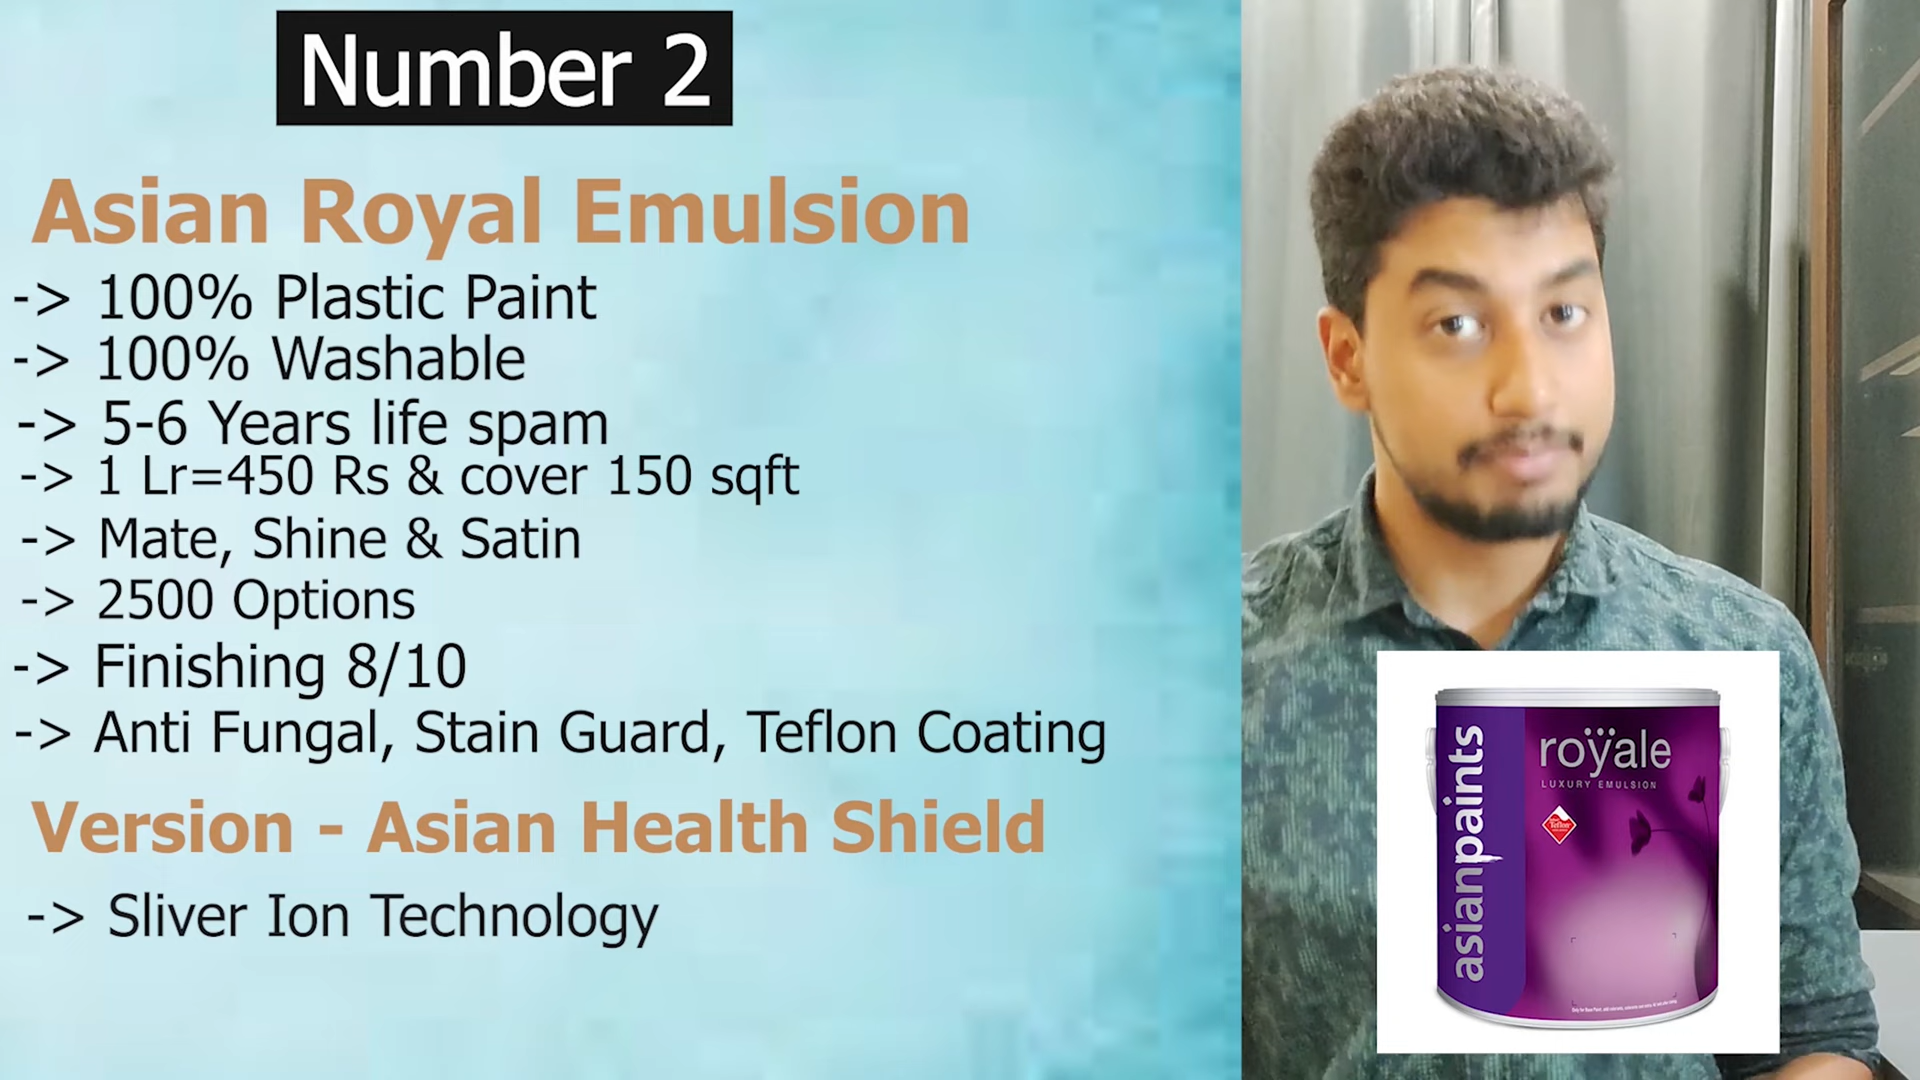 Number 2
Asian Royal Emulsion
-> 100% Plastic Paint
-> 100% Washable
-> 5-6 Years life spam
-> 1 Lr=450 Rs & cover 150 sqft
-> Mate, Shine & Satin
-> 2500 Options
-> Finishing 8/10
-> Anti Fungal, Stain Guard, Teflon Coating
Version - Asian Health Shield
-> Sliver Ion Technology
asianpaints
roÿale
LUXURY EMULSION
Teflon